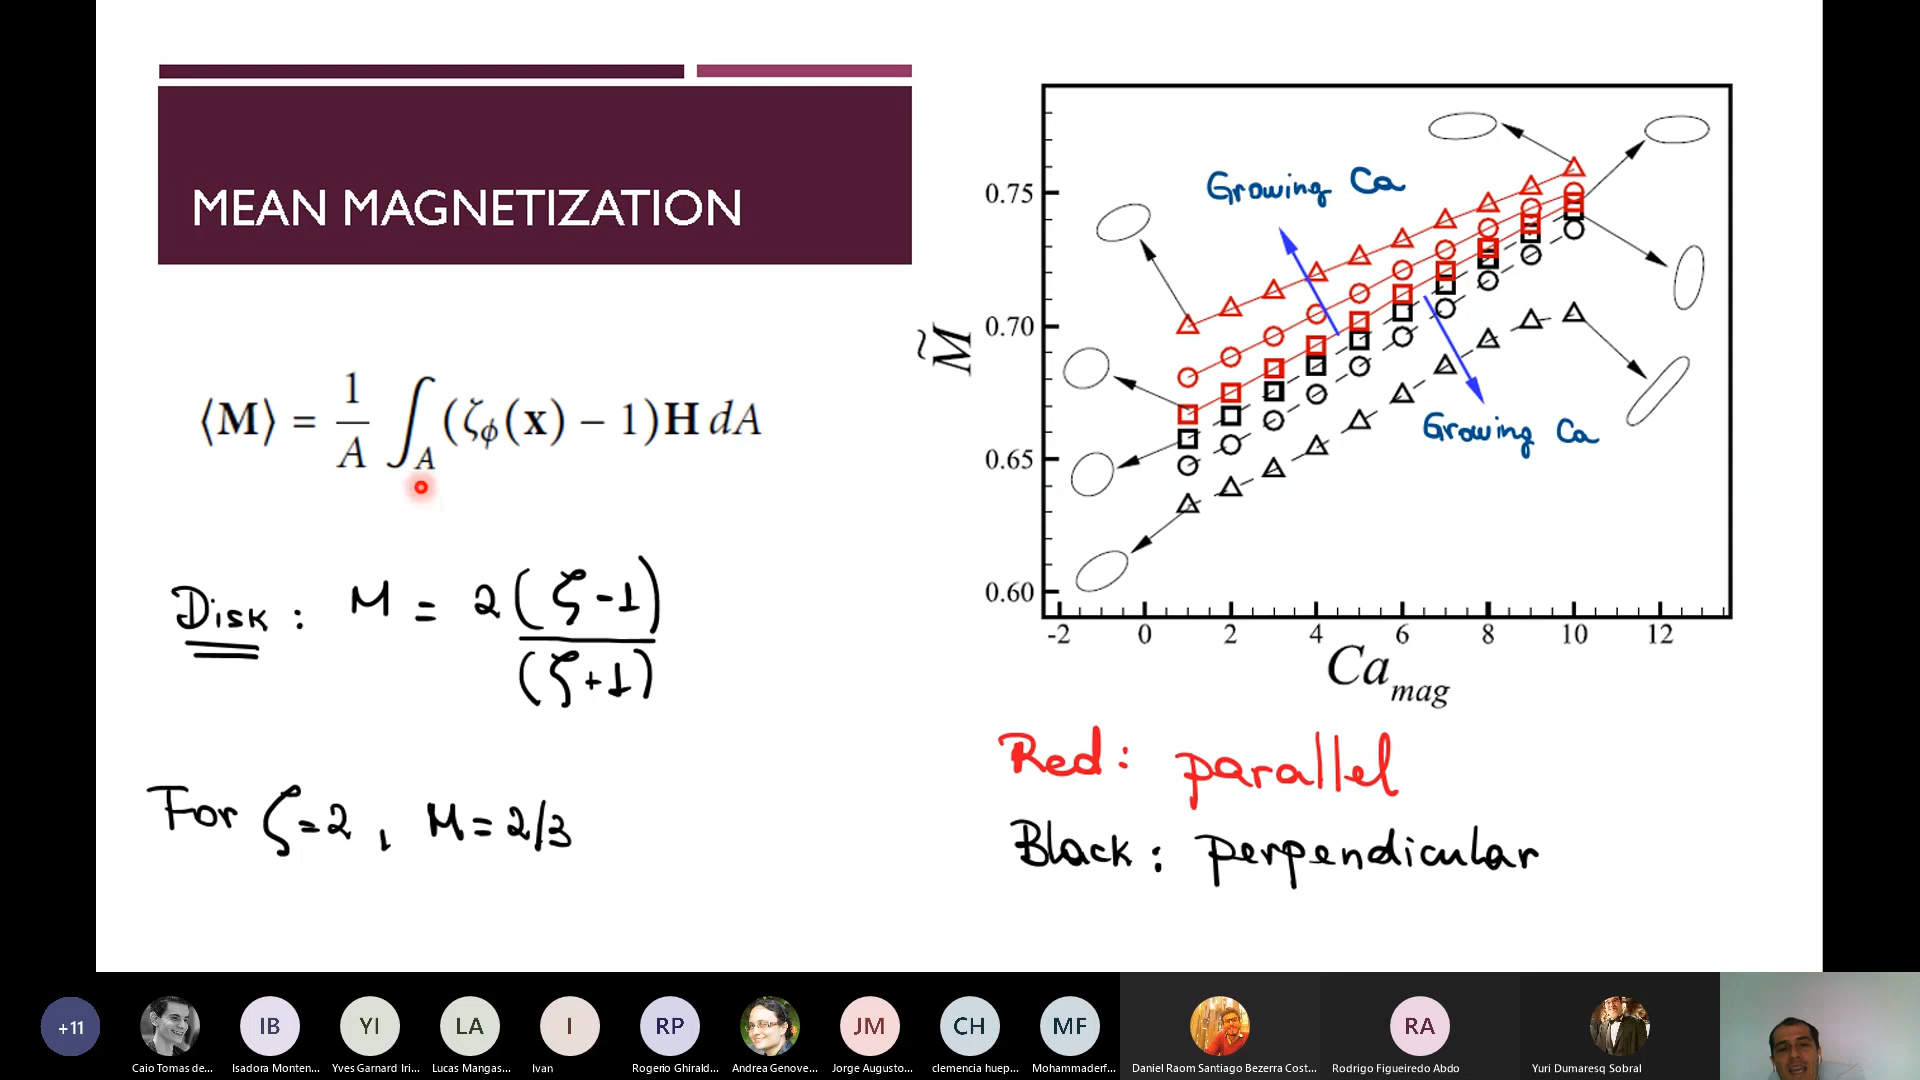 MEAN MAGNETIZATION
⟨M⟩ = 1/A ∫_A (ζ_ϕ(x) − 1)H dA
Disk : M = 2(ζ-1)/(ζ+1)
For ζ=2, M=2/3
Growing Ca
Growing Ca
M̃
0.75
0.70
0.65
0.60
-2 0 2 4 6 8 10 12
Ca_mag
Red: parallel
Black: perpendicular
+11
IB
YI
LA
I
RP
JM
CH
MF
RA
Caio Tomas de...
Isadora Monten...
Yves Garnard Iri...
Lucas Mangas...
Ivan
Rogerio Ghirald...
Andrea Genove...
Jorge Augusto...
clemencia huep...
Mohammaderf...
Daniel Raom Santiago Bezerra Cost...
Rodrigo Figueiredo Abdo
Yuri Dumaresq Sobral